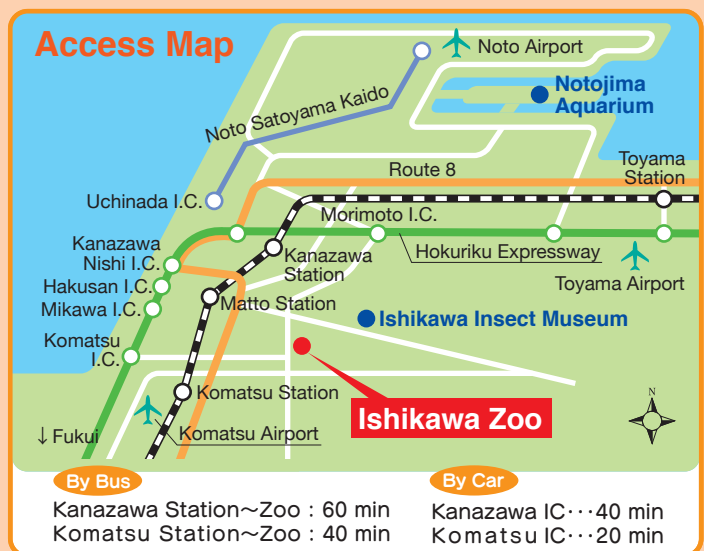 Access Map
Noto Airport
Notojima
Aquarium
Noto Satoyama Kaido
Route 8
Toyama
Station
Uchinada I.C.
Morimoto I.C.
Kanazawa
Nishi I.C.
Kanazawa
Station
Hokuriku Expressway
Hakusan I.C.
Toyama Airport
Mikawa I.C.
Matto Station
Ishikawa Insect Museum
Komatsu
I.C.
Komatsu Station
Ishikawa Zoo
N
↓Fukui
Komatsu Airport
By Bus
Kanazawa Station~Zoo : 60 min
Komatsu Station~Zoo : 40 min
By Car
Kanazawa IC···40 min
Komatsu IC···20 min